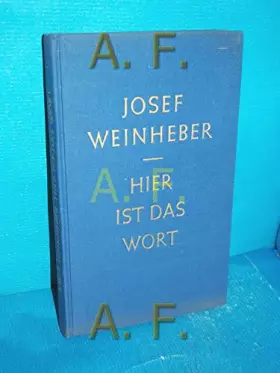 A. F.
JOSEF
WEINHEBER
HIER
A. F.
IST DAS
WORT
A. F.